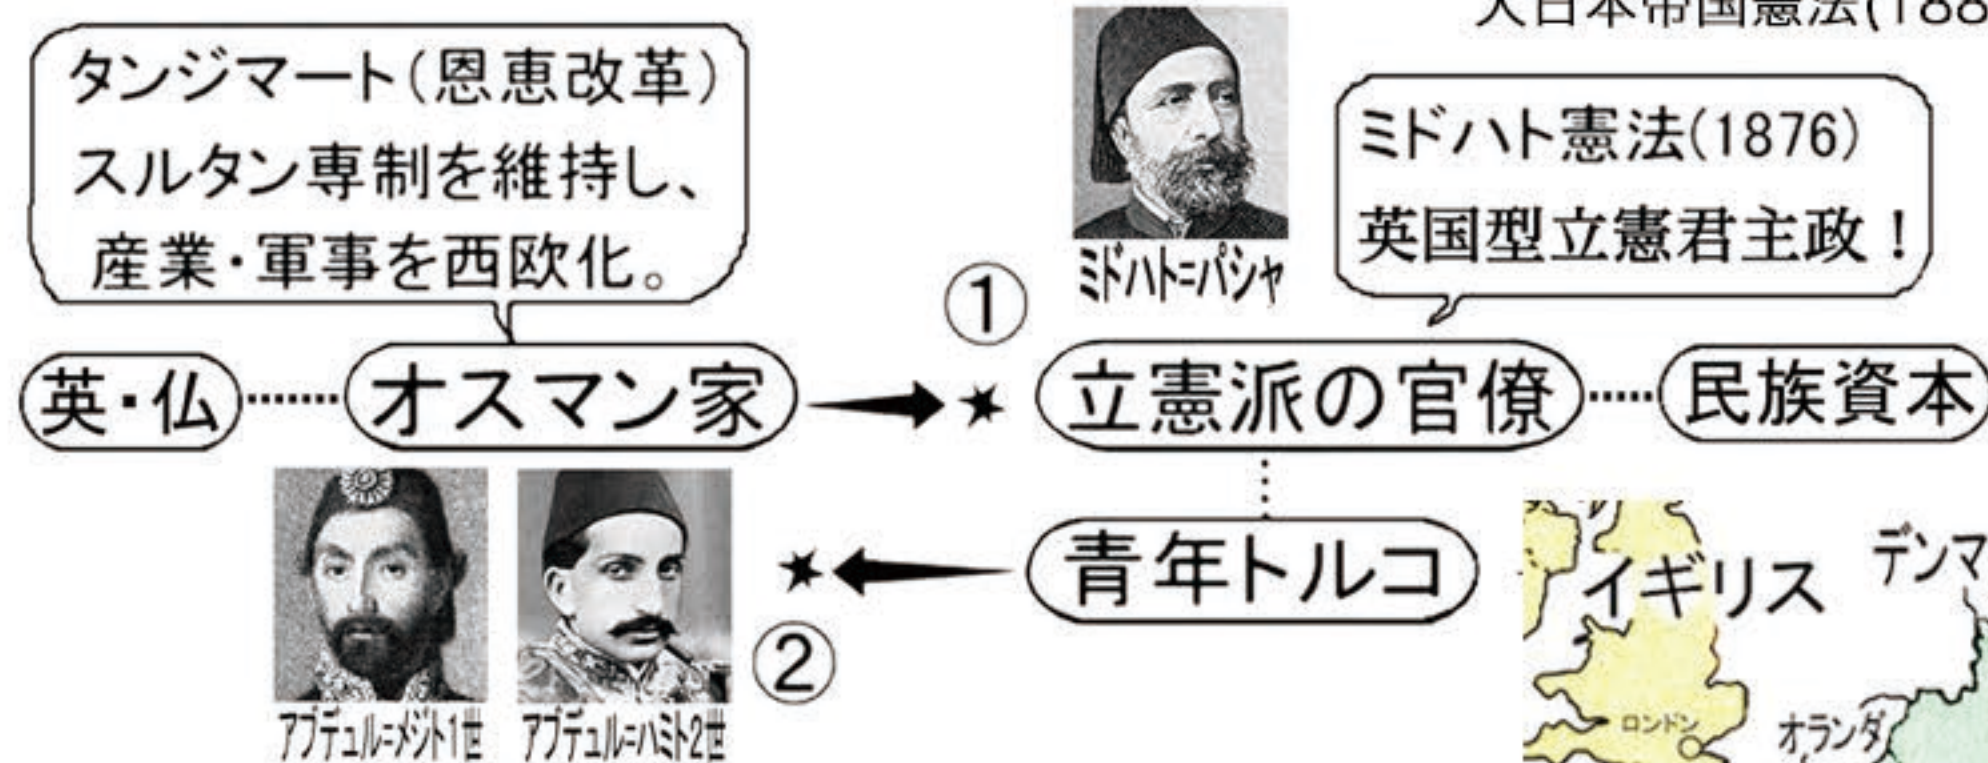 大日本帝国憲法(188
タンジマート(恩恵改革)
スルタン専制を維持し、
産業・軍事を西欧化。
ミドハト=パシャ
ミドハト憲法(1876)
英国型立憲君主政!
①
英・仏
オスマン家
立憲派の官僚
民族資本
アブデュル=メジト1世
アブデュル=ハミト2世
②
青年トルコ
イギリス
デンマ
ロンドン
オランダ